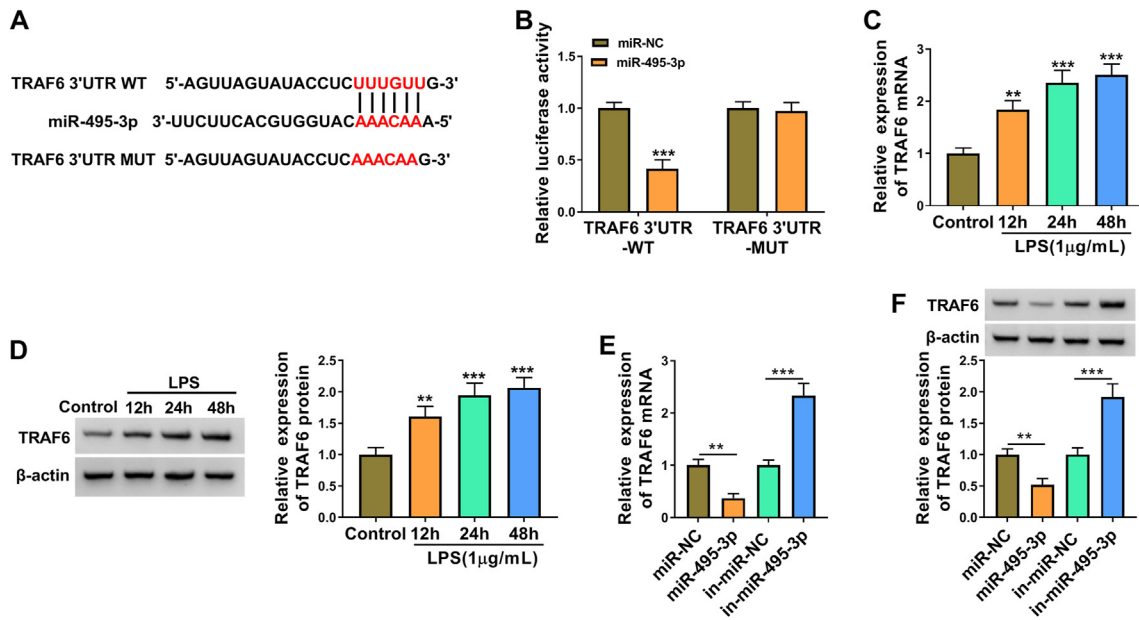 A
TRAF6 3'UTR WT 5'-AGUUAGUAUACCUCUUUGUUG-3'
miR-495-3p 3'-UUCUUCACGUGGUACAAACAAA-5'
TRAF6 3'UTR MUT 5'-AGUUAGUAUACCUCAAACAAG-3'
B
miR-NC
miR-495-3p
Relative luciferase activity
1.5
1.0
0.5
0.0
***
TRAF6 3'UTR
-WT
TRAF6 3'UTR
-MUT
C
Relative expression
of TRAF6 mRNA
3
2
1
0
** *** ***
Control 12h 24h 48h
LPS(1μg/mL)
D
LPS
Control 12h 24h 48h
TRAF6
β-actin
Relative expression
of TRAF6 protein
2.5
2.0
1.5
1.0
0.5
0.0
** *** ***
Control 12h 24h 48h
LPS(1μg/mL)
E
Relative expression
of TRAF6 mRNA
3
2
1
0
** ***
miR-NC
miR-495-3p
in-miR-NC
in-miR-495-3p
F
TRAF6
β-actin
Relative expression
of TRAF6 protein
2.5
2.0
1.5
1.0
0.5
0.0
** ***
miR-NC
miR-495-3p
in-miR-NC
in-miR-495-3p